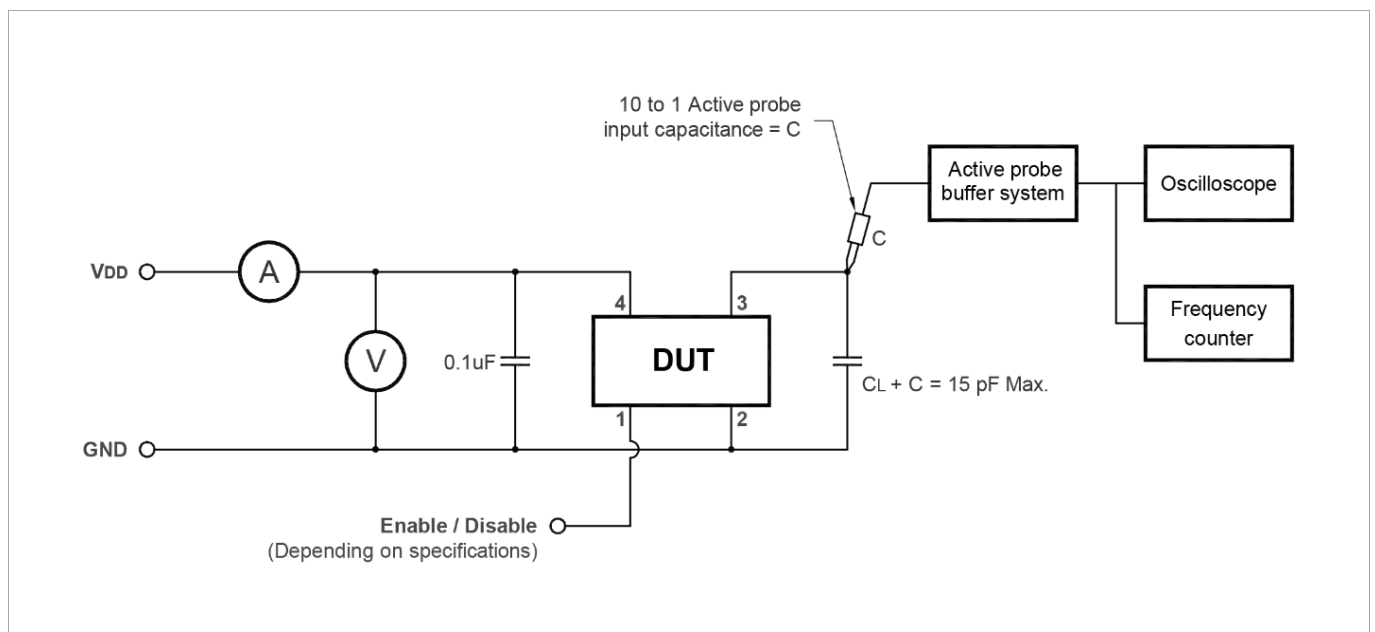 10 to 1 Active probe
input capacitance = C
Active probe
buffer system
Oscilloscope
C
VDD
A
4
3
Frequency
counter
V
0.1uF
DUT
CL + C = 15 pF Max.
1
2
GND
Enable / Disable
(Depending on specifications)